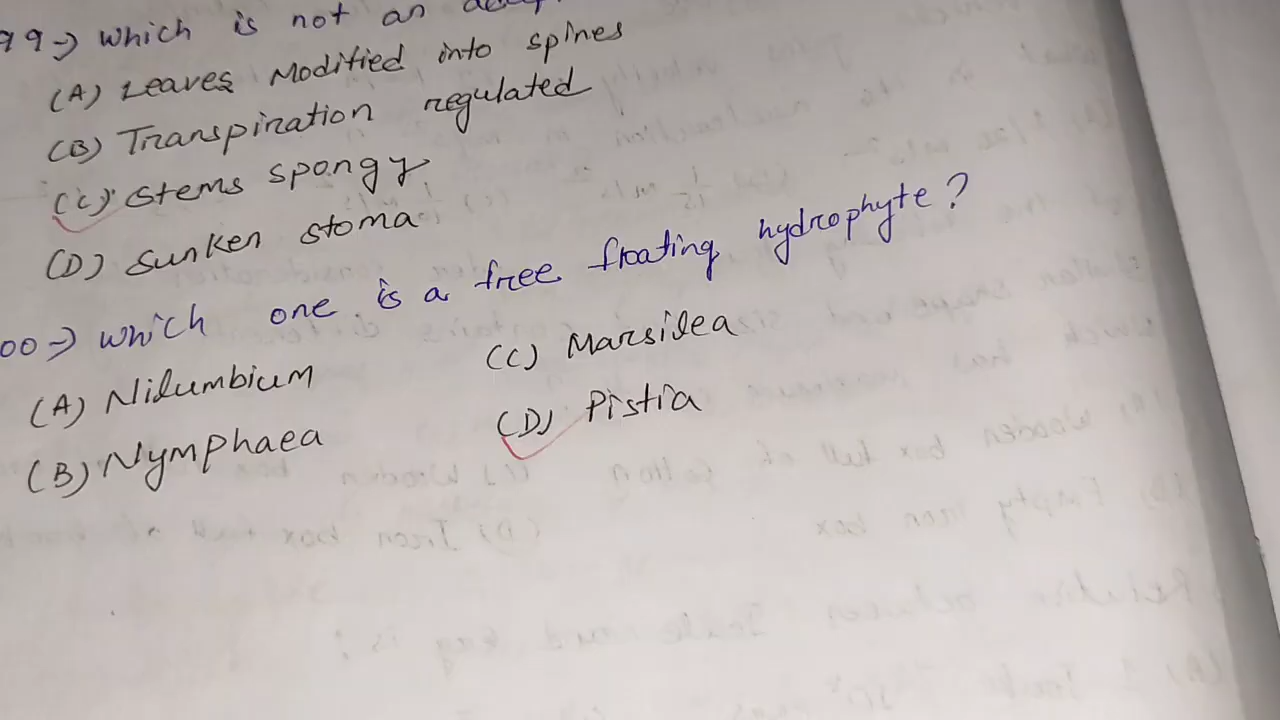 99-> which is not an
(A) Leaves Modified into spines
(B) Transpiration regulated
(C) stems spongy
(D) sunken stoma
00-> which one is a free floating hydrophyte?
(A) Nilumbium
(B) Nymphaea
(C) Marsilea
(D) Pistia